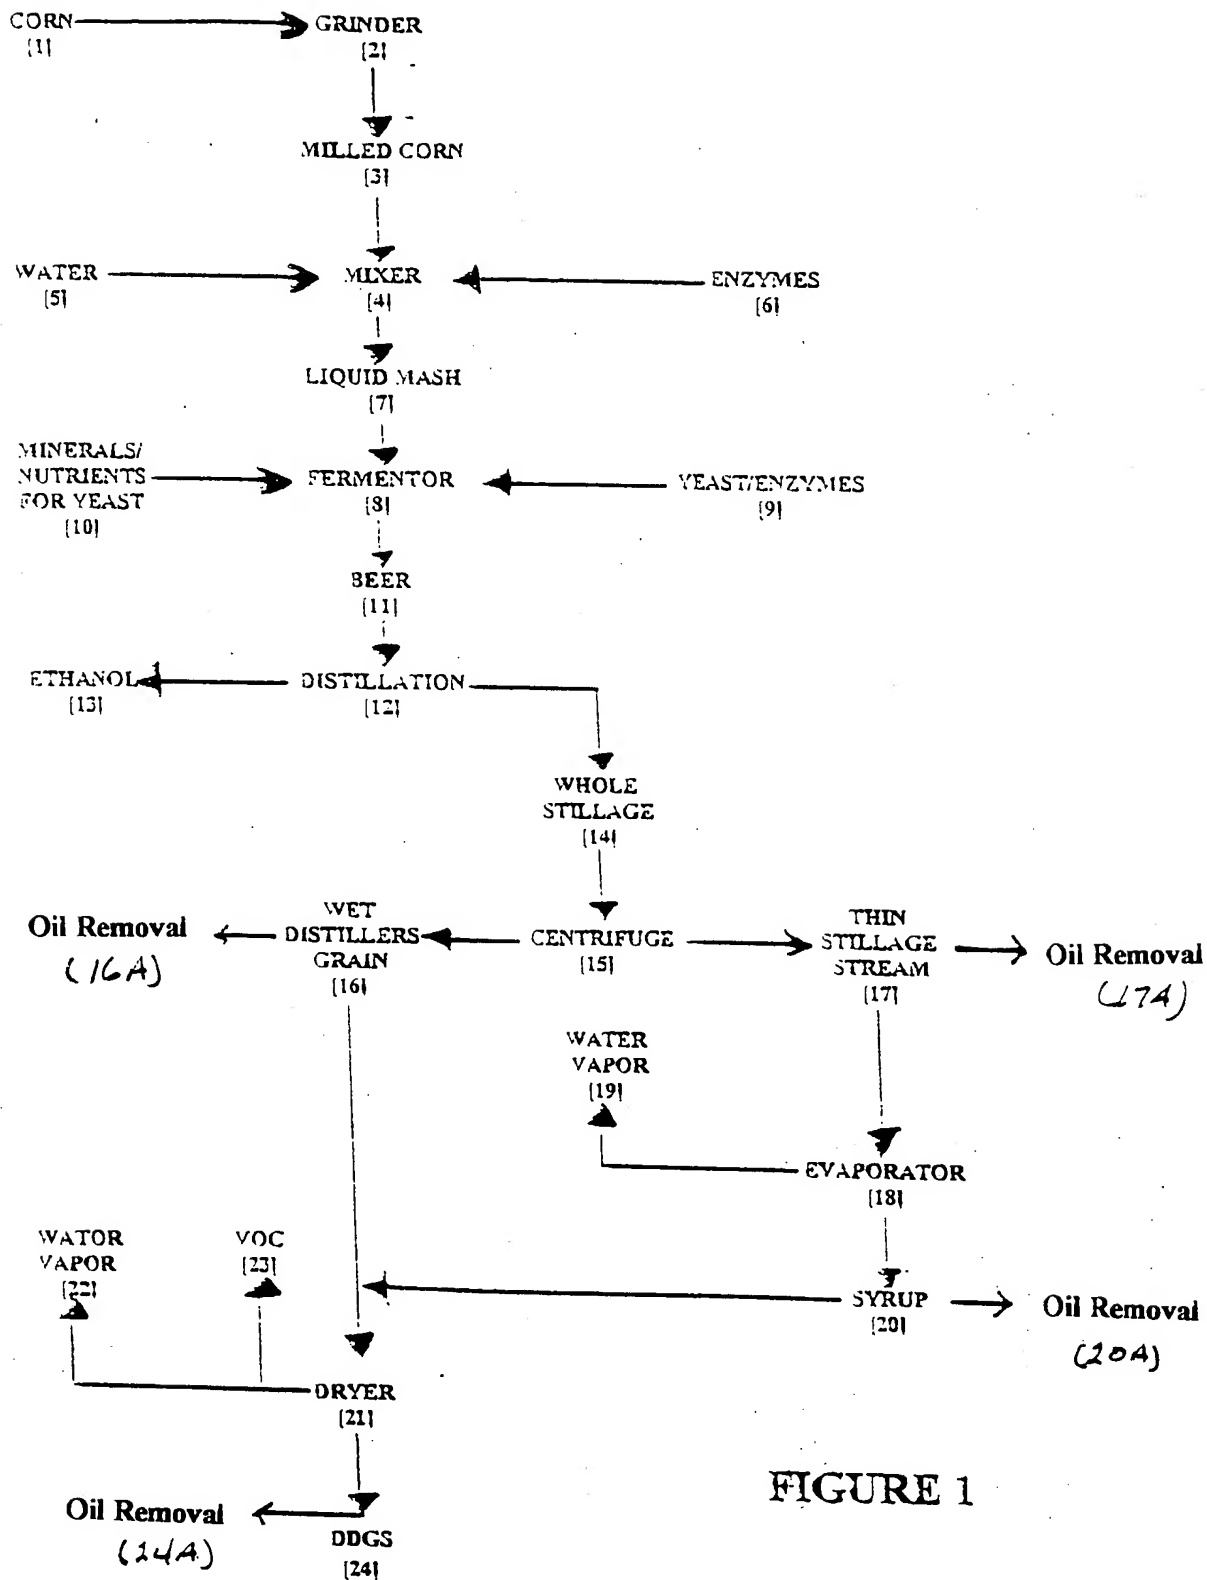 CORN
[1]
GRINDER
[2]
MILLED CORN
[3]
WATER
[5]
MIXER
[4]
ENZYMES
[6]
LIQUID MASH
[7]
MINERALS/
NUTRIENTS
FOR YEAST
[10]
FERMENTOR
[8]
YEAST/ENZYMES
[9]
BEER
[11]
ETHANOL
[13]
DISTILLATION
[12]
WHOLE
STILLAGE
[14]
Oil Removal
(16A)
WET
DISTILLERS
GRAIN
[16]
CENTRIFUGE
[15]
THIN
STILLAGE
STREAM
[17]
Oil Removal
(17A)
WATER
VAPOR
[19]
EVAPORATOR
[18]
WATOR
VAPOR
[22]
VOC
[23]
SYRUP
[20]
Oil Removal
(20A)
DRYER
[21]
Oil Removal
(24A)
DDGS
[24]
FIGURE 1